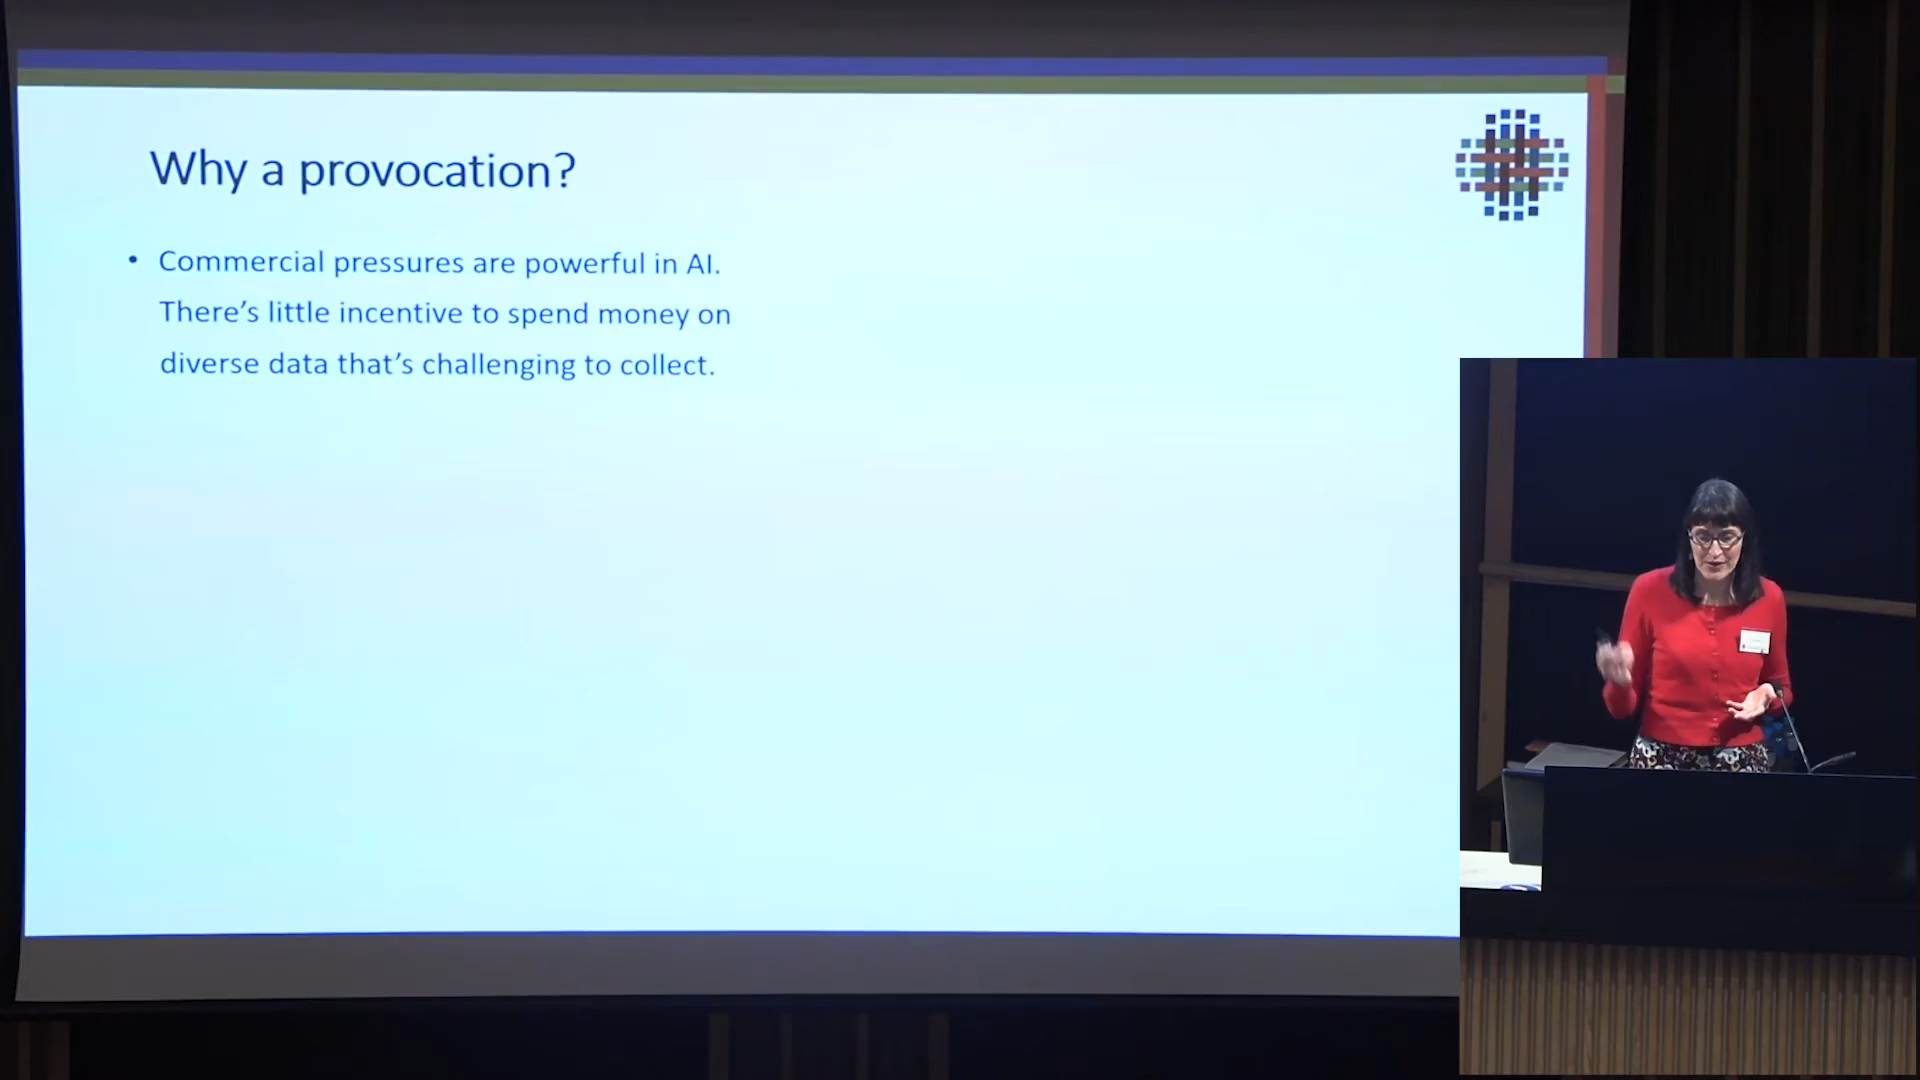 Why a provocation?
• Commercial pressures are powerful in AI.
There's little incentive to spend money on
diverse data that's challenging to collect.